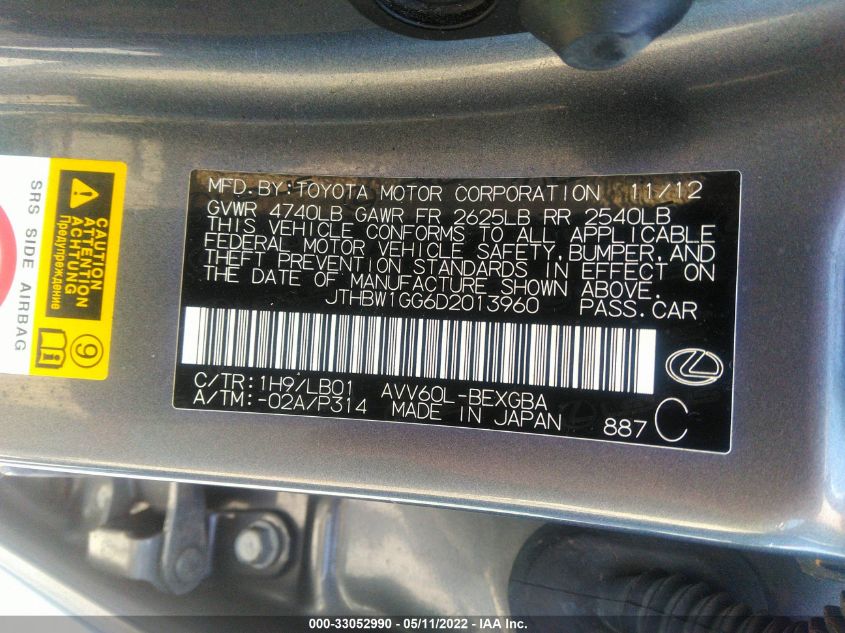 MFD.BY:TOYOTA MOTOR CORPORATION 11/12
GVWR 4740LB GAWR FR 2625LB RR 2540LB
THIS VEHICLE CONFORMS TO ALL APPLICABLE
FEDERAL MOTOR VEHICLE SAFETY,BUMPER,AND
THEFT PREVENTION STANDARDS IN EFFECT ON
THE DATE OF MANUFACTURE SHOWN ABOVE.
JTHBW1GG6D2013960 PASS.CAR
C/TR:1H9/LB01 AVV60L-BEXGBA
A/TM:-02A/P314 MADE IN JAPAN
887 C
SRS SIDE AIRBAG
CAUTION
ATTENTION
ACHTUNG
Предупреждение
9
000-33052990 - 05/11/2022 - IAA Inc.